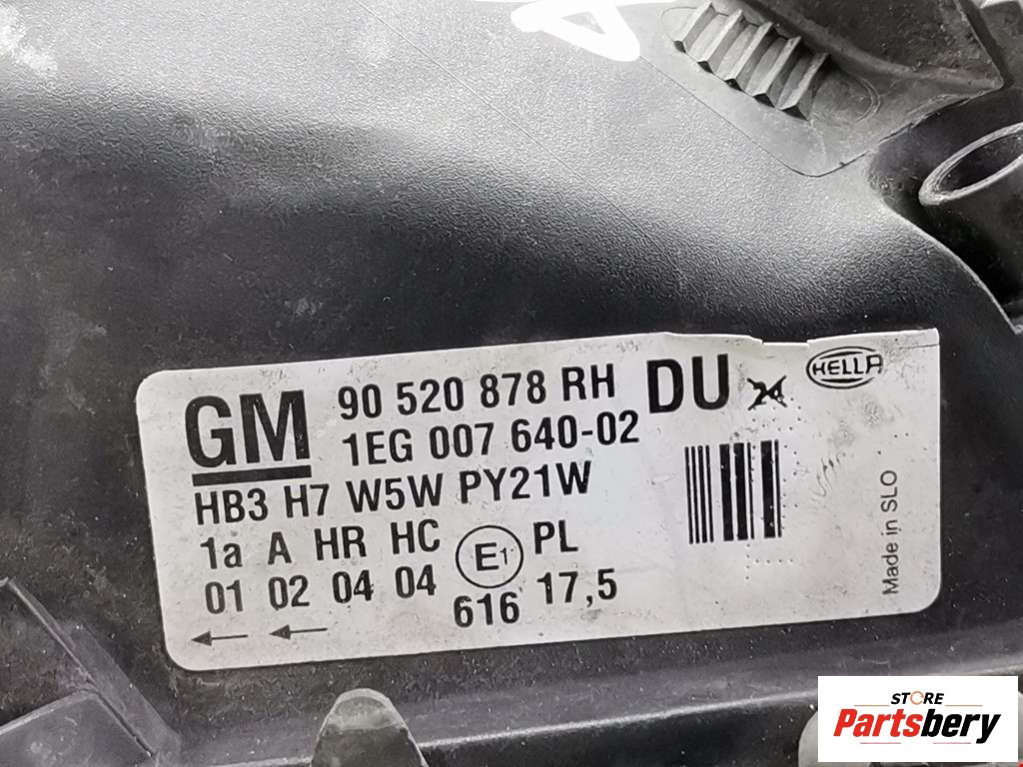 GM 90 520 878 RH DU 24 HELLA
1EG 007 640-02
HB3 H7 W5W PY21W
1a A HR HC E1 PL
01 02 04 04 616 17,5
Made in SLO
STORE
Partsbery